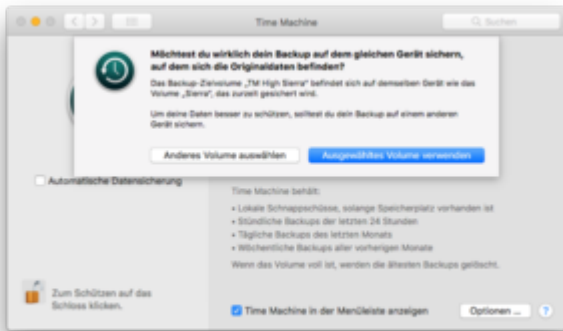 Time Machine
Suchen
Möchtest du wirklich dein Backup auf dem gleichen Gerät sichern,
auf dem sich die Originaldaten befinden?
Das Backup-Zielvolume „TM High Sierra“ befindet sich auf demselben Gerät wie das
Volume „Sierra“, das zurzeit gesichert wird.
Um deine Daten besser zu schützen, solltest du dein Backup auf einem anderen
Gerät sichern.
Anderes Volume auswählen
Ausgewähltes Volume verwenden
Automatische Datensicherung
Time Machine behält:
• Lokale Schnappschüsse, solange Speicherplatz vorhanden ist
• Stündliche Backups der letzten 24 Stunden
• Tägliche Backups des letzten Monats
• Wöchentliche Backups aller vorherigen Monate
Wenn das Volume voll ist, werden die ältesten Backups gelöscht.
Zum Schützen auf das
Schloss klicken.
Time Machine in der Menüleiste anzeigen
Optionen ...
?